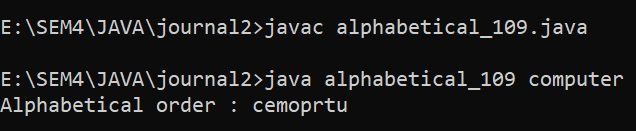 E:\SEM4\JAVA\journal2>javac alphabetical_109.java
E:\SEM4\JAVA\journal2>java alphabetical_109 computer
Alphabetical order : cemoprtu